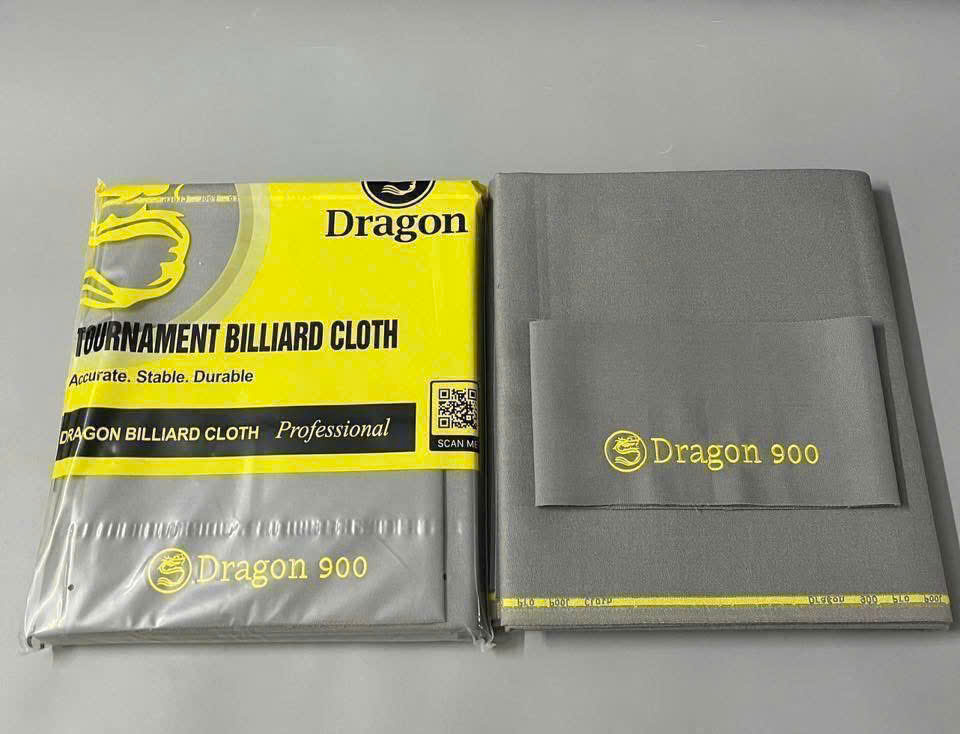 Dragon
TOURNAMENT BILLIARD CLOTH
Accurate. Stable. Durable
DRAGON BILLIARD CLOTH Professional
SCAN ME
Dragon 900
Dragon 900